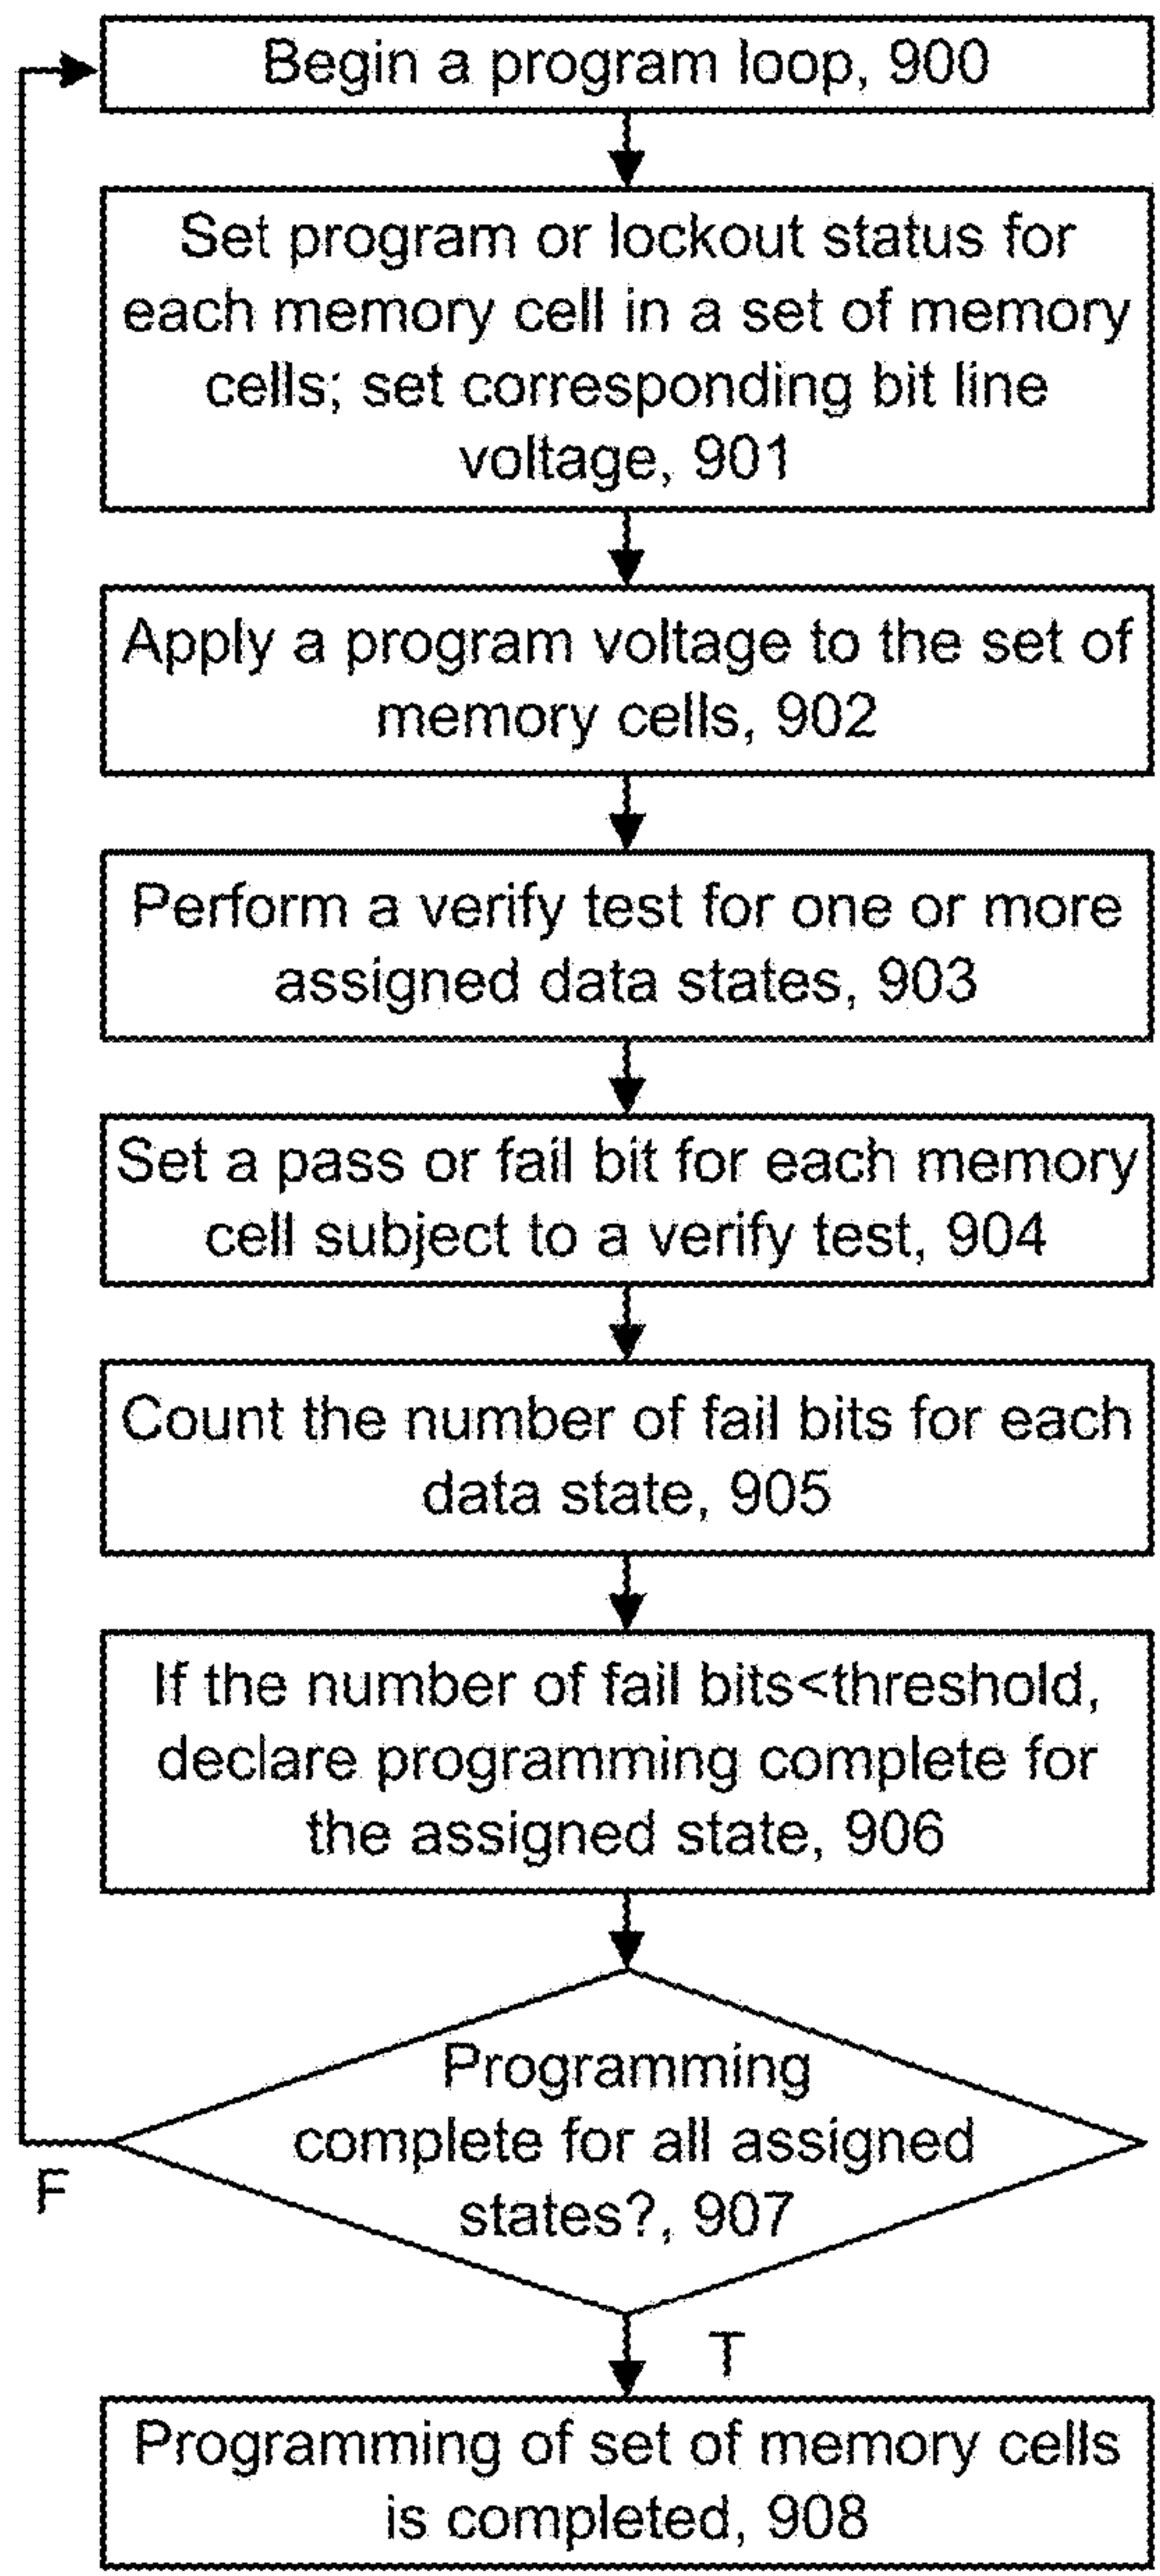 Begin a program loop, 900
Set program or lockout status for
each memory cell in a set of memory
cells; set corresponding bit line
voltage, 901
Apply a program voltage to the set of
memory cells, 902
Perform a verify test for one or more
assigned data states, 903
Set a pass or fail bit for each memory
cell subject to a verify test, 904
Count the number of fail bits for each
data state, 905
If the number of fail bits<threshold,
declare programming complete for
the assigned state, 906
Programming
complete for all assigned
states?, 907
F
T
Programming of set of memory cells
is completed, 908